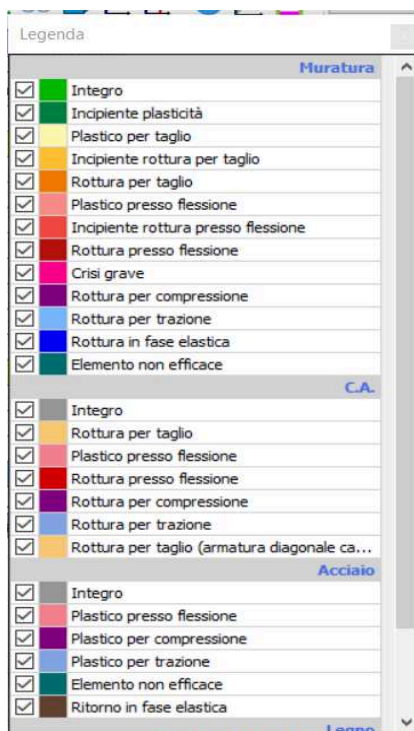 Legenda
Muratura
Integro
Incipiente plasticità
Plastico per taglio
Incipiente rottura per taglio
Rottura per taglio
Plastico presso flessione
Incipiente rottura presso flessione
Rottura presso flessione
Crisi grave
Rottura per compressione
Rottura per trazione
Rottura in fase elastica
Elemento non efficace
C.A.
Integro
Rottura per taglio
Plastico presso flessione
Rottura presso flessione
Rottura per compressione
Rottura per trazione
Rottura per taglio (armatura diagonale ca...
Acciaio
Integro
Plastico presso flessione
Plastico per compressione
Plastico per trazione
Elemento non efficace
Ritorno in fase elastica
Legno